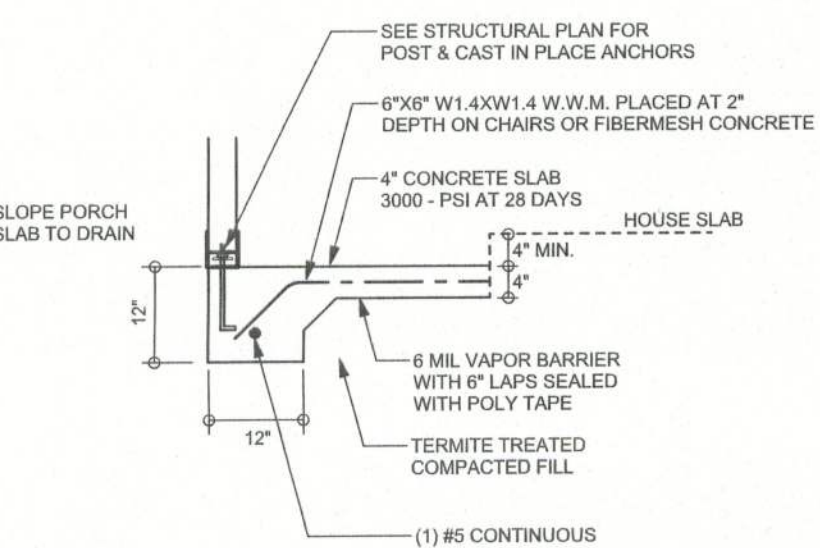 SEE STRUCTURAL PLAN FOR
POST & CAST IN PLACE ANCHORS
6"X6" W1.4XW1.4 W.W.M. PLACED AT 2"
DEPTH ON CHAIRS OR FIBERMESH CONCRETE
4" CONCRETE SLAB
3000 - PSI AT 28 DAYS
SLOPE PORCH
SLAB TO DRAIN
HOUSE SLAB
4" MIN.
4"
12"
6 MIL VAPOR BARRIER
WITH 6" LAPS SEALED
WITH POLY TAPE
12"
TERMITE TREATED
COMPACTED FILL
(1) #5 CONTINUOUS